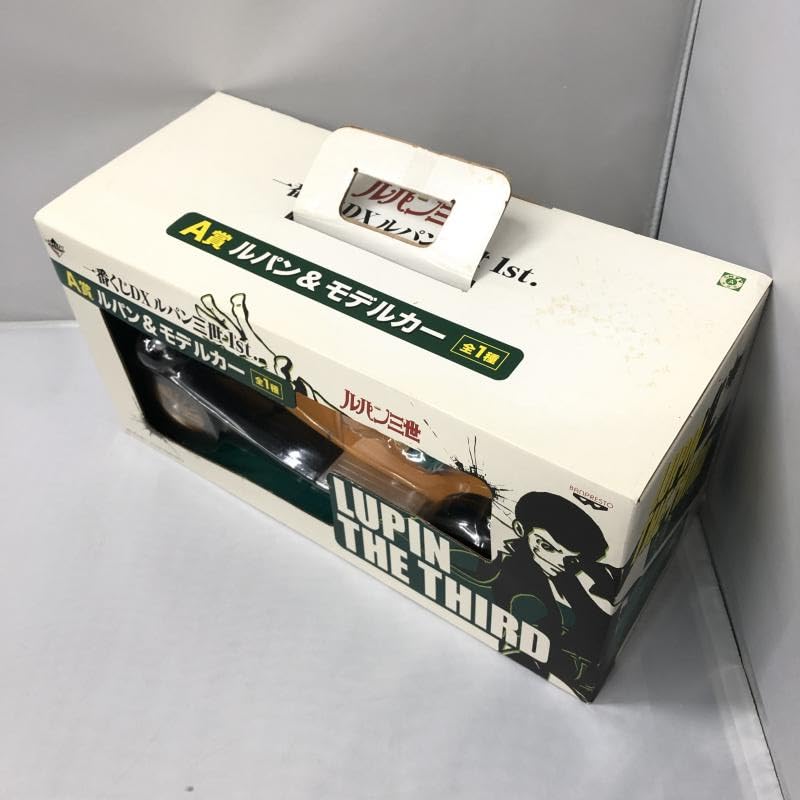 ルパン三世
DXルパン
1st.
A賞 ルパン&モデルカー 全1種
一番くじDX ルパン三世1st.
A賞 ルパン&モデルカー 全1種
ルパン三世
LUPIN
THE THIRD
BANPRESTO